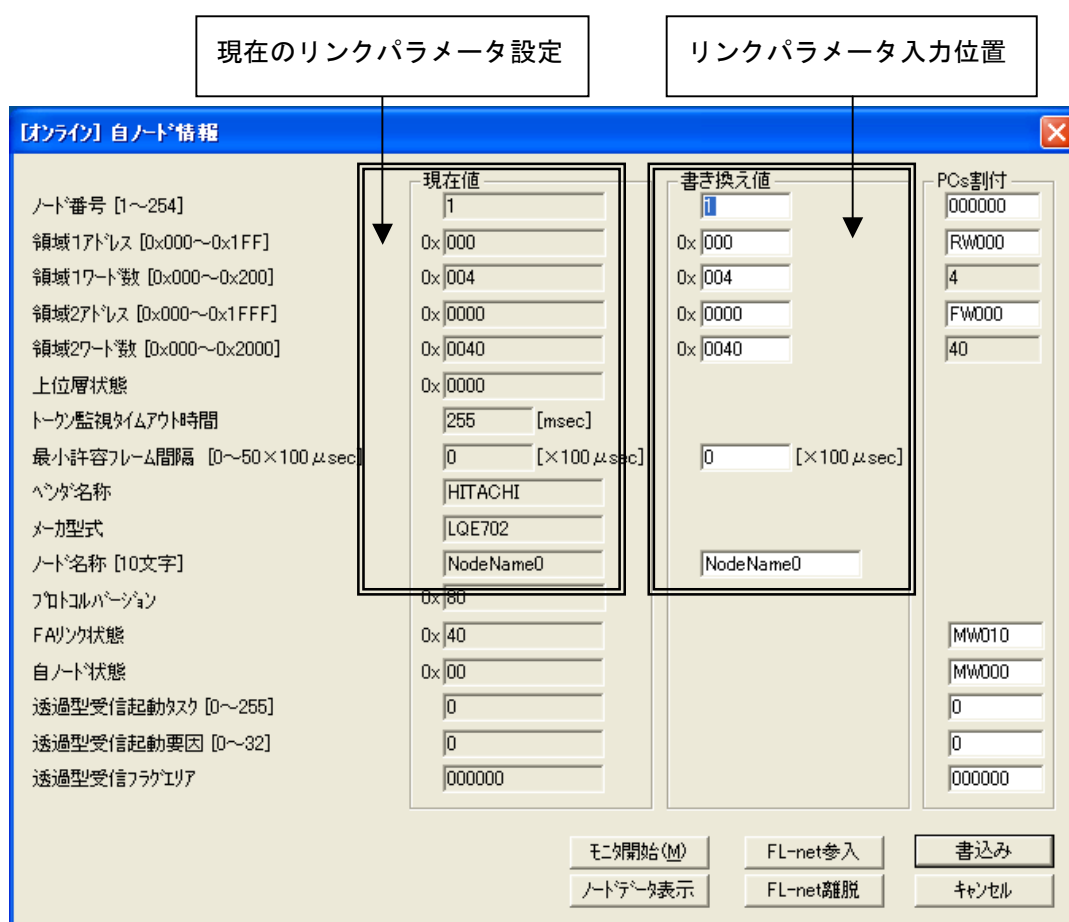 現在のリンクパラメータ設定
リンクパラメータ入力位置
[オンライン] 自ノード情報
現在値 書き換え値 PCs割付
ノード番号 [1～254] 1 1 000000
領域1アドレス [0x000～0x1FF] 0x 000 0x 000 RW000
領域1ワード数 [0x000～0x200] 0x 004 0x 004 4
領域2アドレス [0x000～0x1FFF] 0x 0000 0x 0000 FW000
領域2ワード数 [0x000～0x2000] 0x 0040 0x 0040 40
上位層状態 0x 0000
トークン監視タイムアウト時間 255 [msec]
最小許容フレーム間隔 [0～50×100μsec] 0 [×100μsec] 0 [×100μsec]
ベンダ名称 HITACHI
メーカ型式 LQE702
ノード名称 [10文字] NodeName0 NodeName0
プロトコルバージョン 0x 80
FAリンク状態 0x 40 MW010
自ノード状態 0x 00 MW000
透過型受信起動タスク [0～255] 0 0
透過型受信起動要因 [0～32] 0 0
透過型受信フラグエリア 000000 000000
モニタ開始(M) FL-net参入 書込み
ノードデータ表示 FL-net離脱 キャンセル